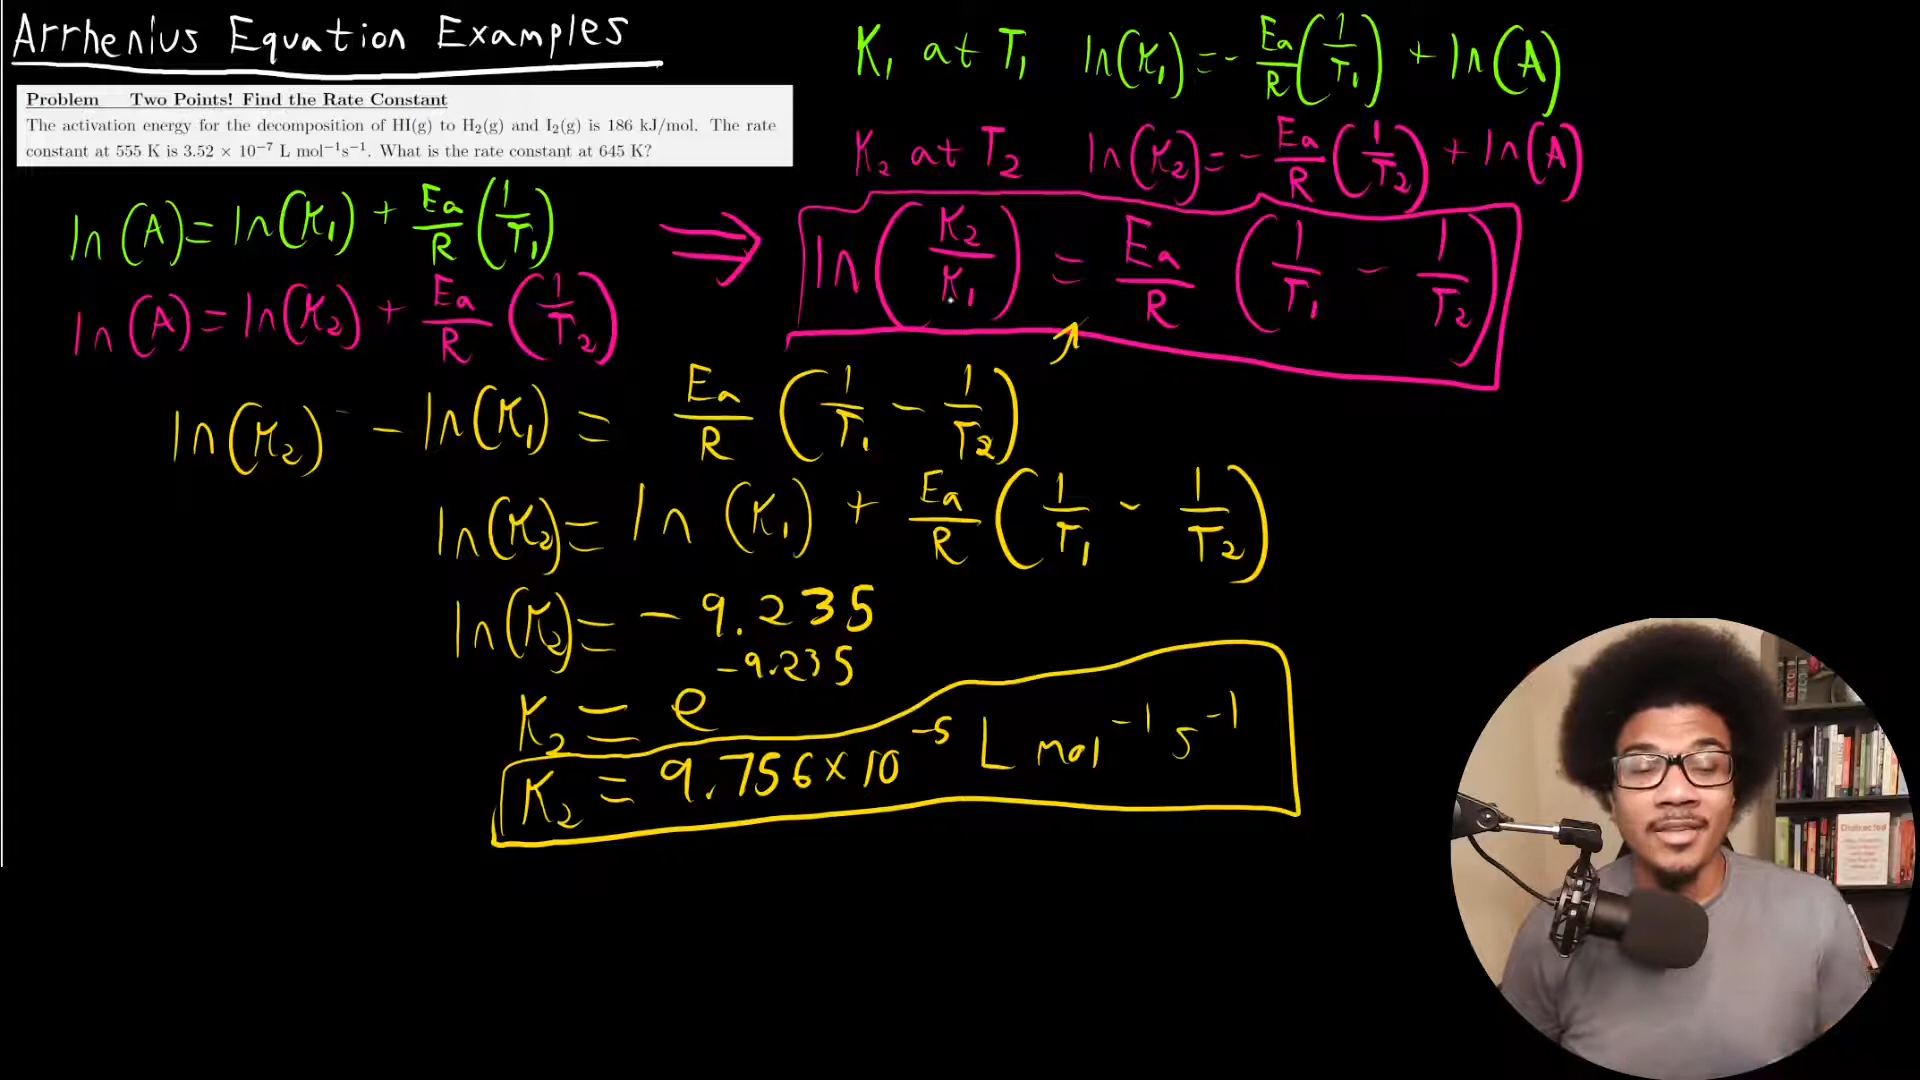 Arrhenius Equation Examples
Problem Two Points! Find the Rate Constant
The activation energy for the decomposition of HI(g) to H₂(g) and I₂(g) is 186 kJ/mol. The rate
constant at 555 K is 3.52 × 10⁻⁷ L mol⁻¹s⁻¹. What is the rate constant at 645 K?
K₁ at T₁ ln(K₁) = - Ea/R (1/T₁) + ln(A)
K₂ at T₂ ln(K₂) = - Ea/R (1/T₂) + ln(A)
ln(A) = ln(K₁) + Ea/R (1/T₁)
ln(A) = ln(K₂) + Ea/R (1/T₂)
⇒ ln(K₂/K₁) = Ea/R (1/T₁ - 1/T₂)
ln(K₂) - ln(K₁) = Ea/R (1/T₁ - 1/T₂)
ln(K₂) = ln(K₁) + Ea/R (1/T₁ - 1/T₂)
ln(K₂) = -9.235
K₂ = e^-9.235
K₂ = 9.756 × 10⁻⁵ L mol⁻¹ s⁻¹
Distracted